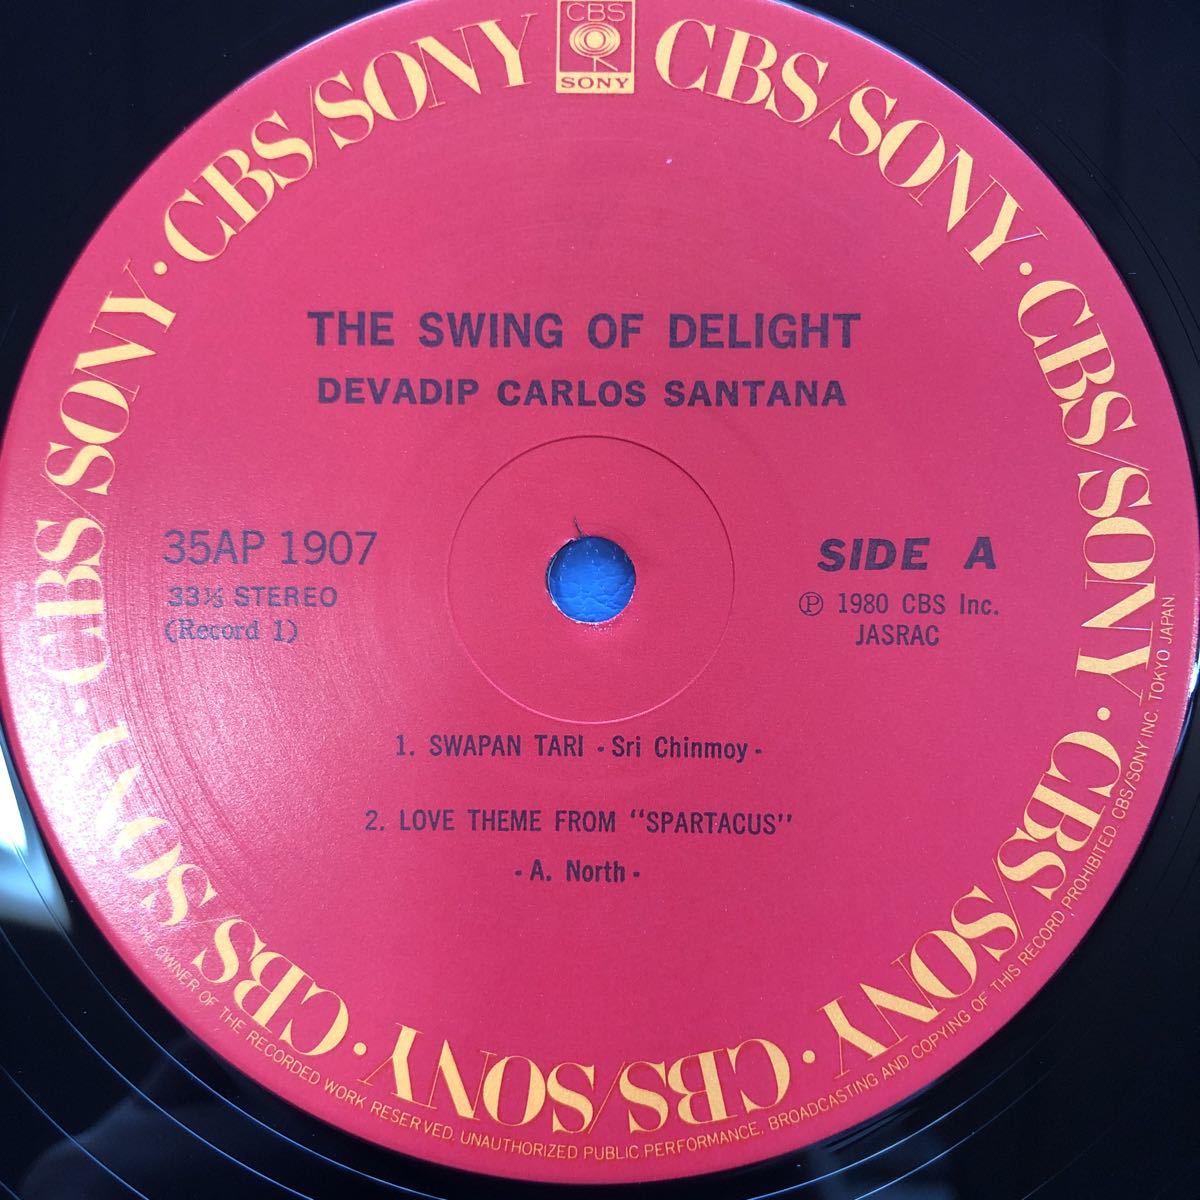 CBS
SONY
CBS/SONY · CBS/SONY · CBS/SONY · CBS/SONY · CBS/SONY · CBS/SONY · CBS/SONY · CBS/SONY
THE SWING OF DELIGHT
DEVADIP CARLOS SANTANA
35AP 1907
33⅓ STEREO
(Record 1)
SIDE A
Ⓟ 1980 CBS Inc.
JASRAC
1. SWAPAN TARI - Sri Chinmoy -
2. LOVE THEME FROM "SPARTACUS"
- A. North -
OWNER OF THE RECORDED WORK RESERVED. UNAUTHORIZED PUBLIC PERFORMANCE, BROADCASTING AND COPYING OF THIS RECORD PROHIBITED. CBS/SONY INC. TOKYO JAPAN.